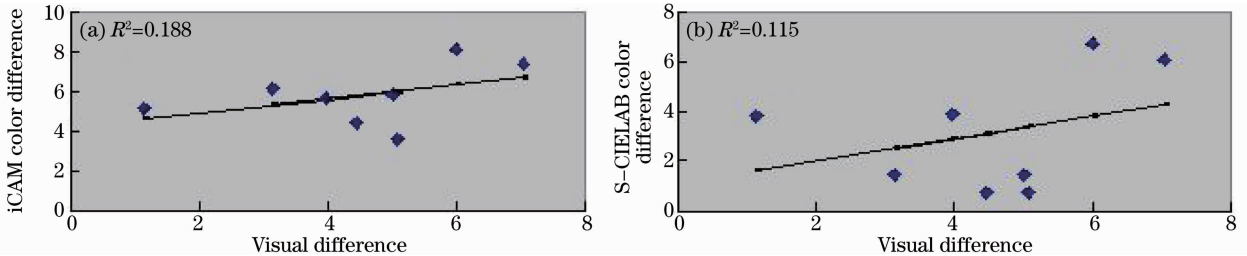 (a) R²=0.188
iCAM color difference
10
8
6
4
2
0
0 2 4 6 8
Visual difference
(b) R²=0.115
S-CIELAB color
difference
8
6
4
2
0
0 2 4 6 8
Visual difference